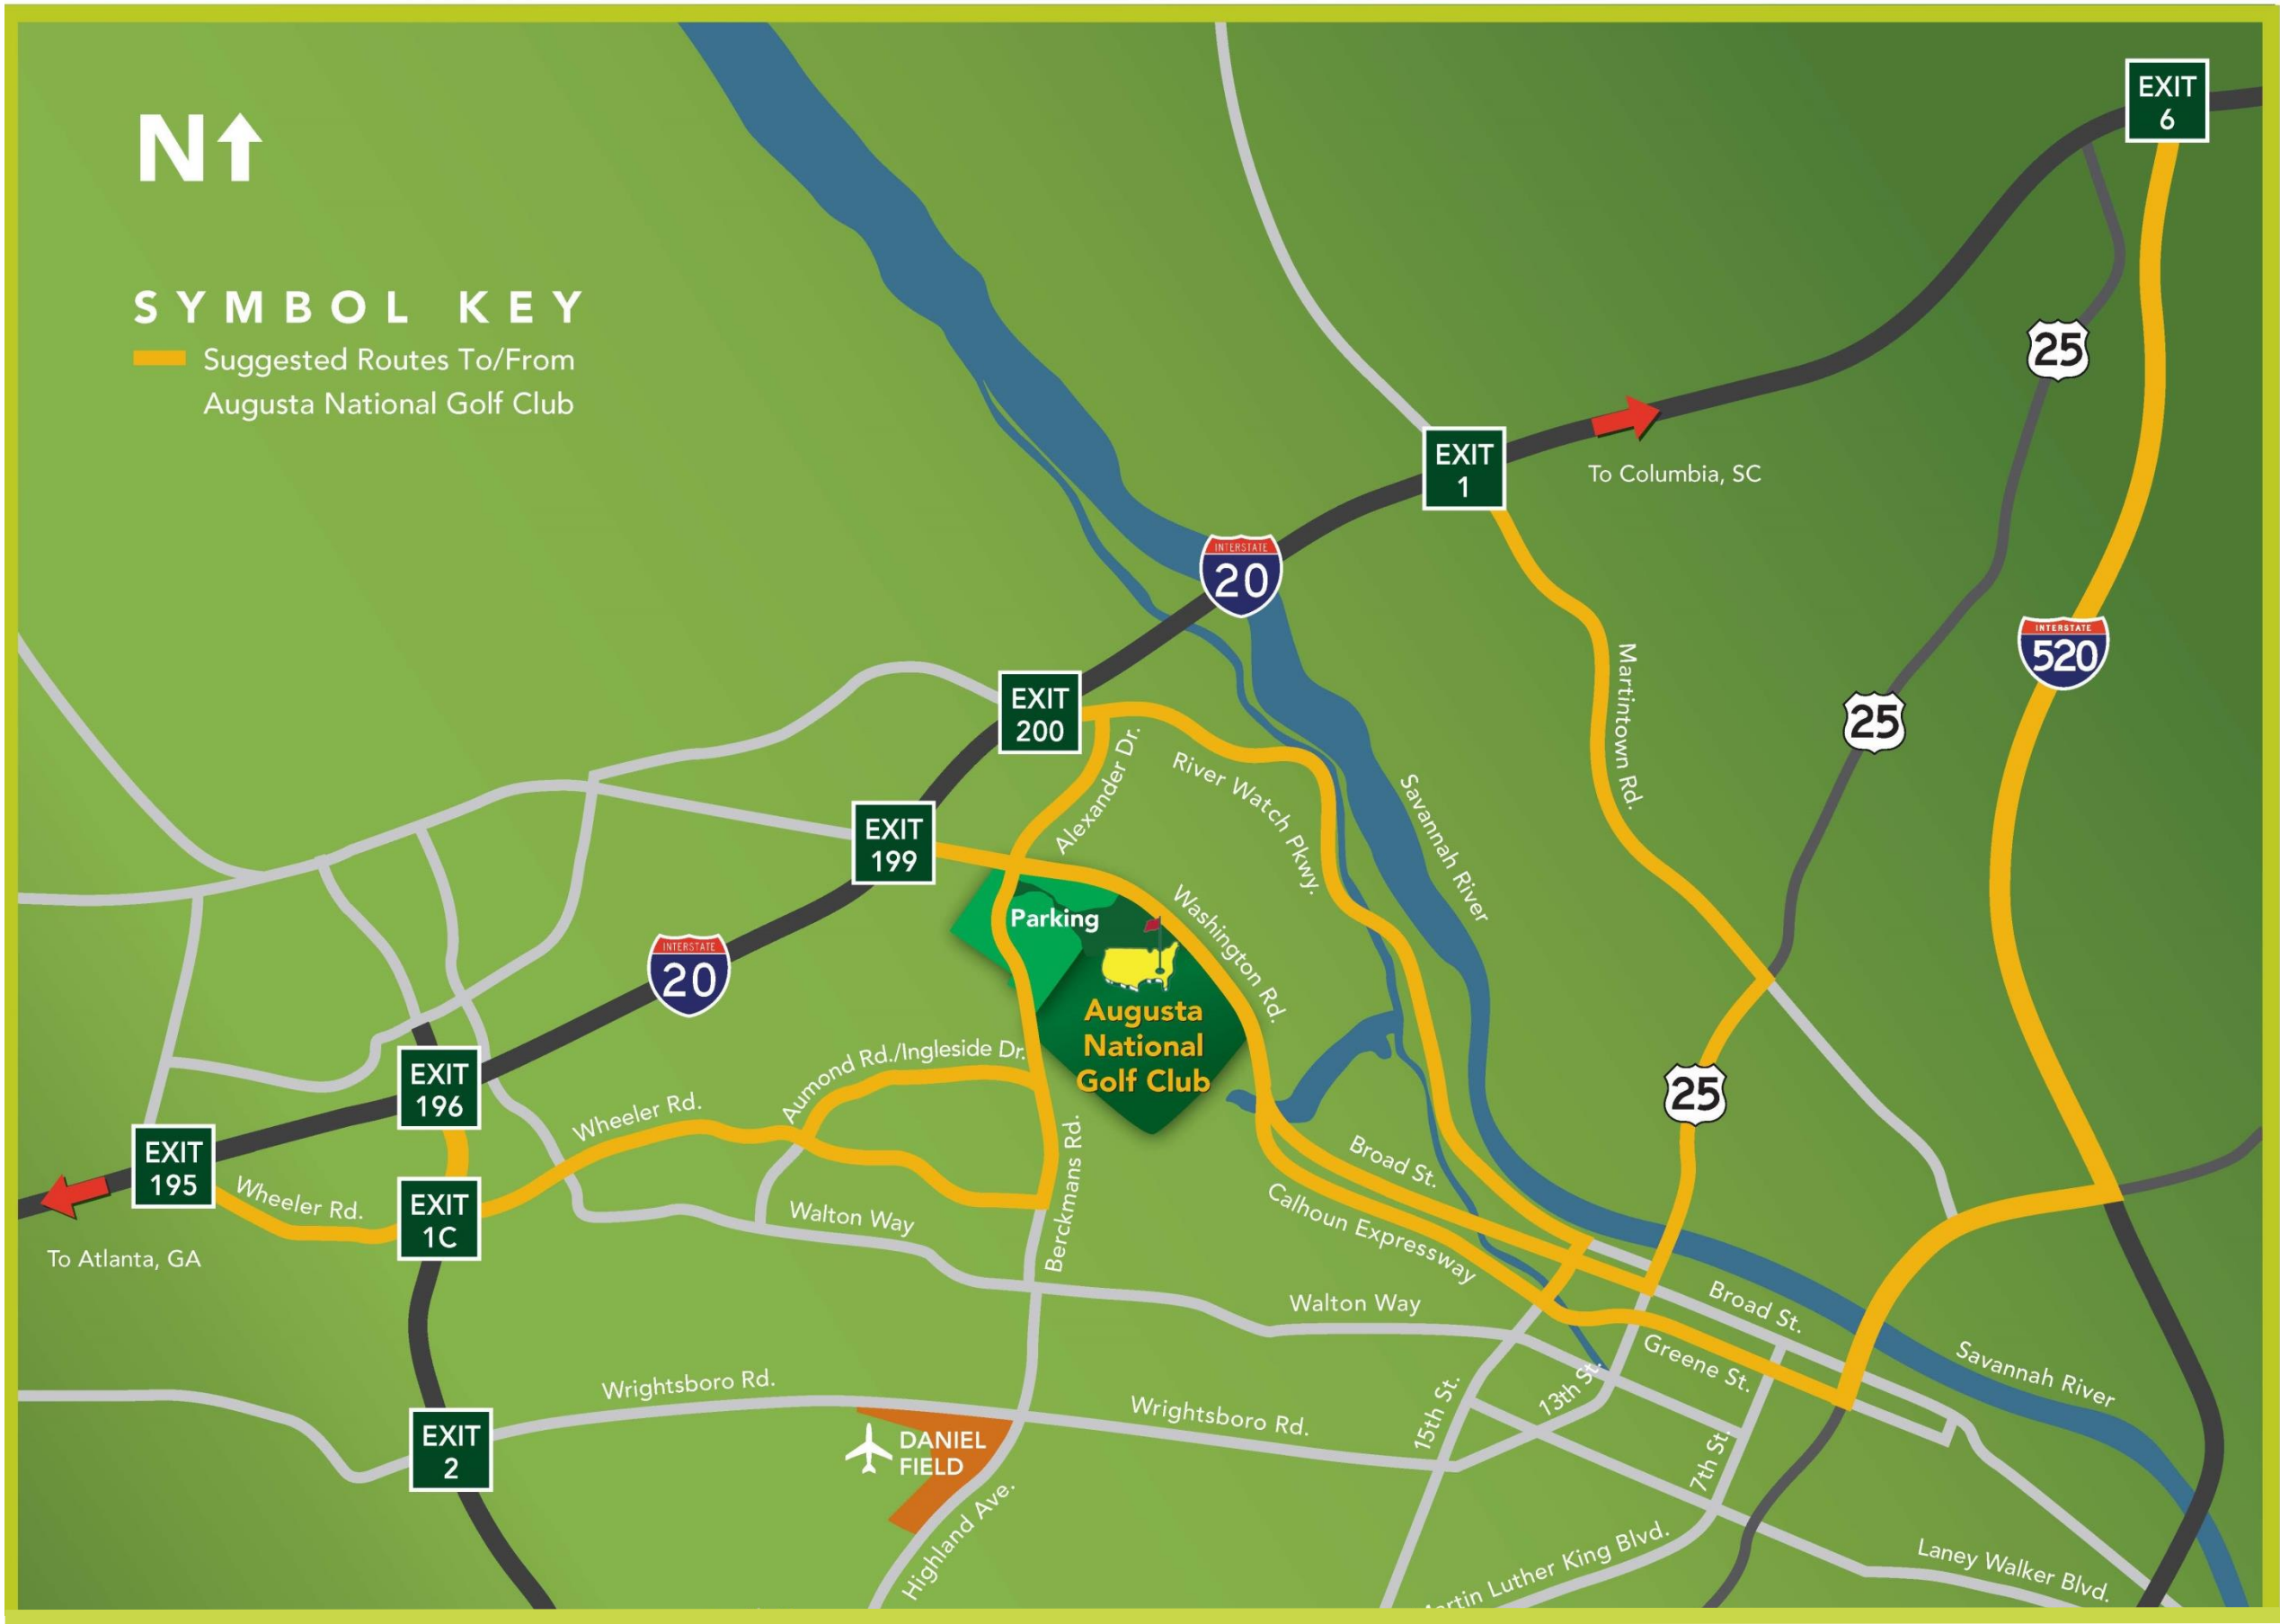 N
SYMBOL KEY
Suggested Routes To/From
Augusta National Golf Club
EXIT
6
25
EXIT
1
To Columbia, SC
INTERSTATE
20
INTERSTATE
520
Martintown Rd.
25
EXIT
200
Alexander Dr.
River Watch Pkwy.
Savannah River
EXIT
199
Parking
Washington Rd.
INTERSTATE
20
Augusta
National
Golf Club
EXIT
196
Aumond Rd./Ingleside Dr.
Wheeler Rd.
25
EXIT
195
Wheeler Rd.
EXIT
1C
To Atlanta, GA
Walton Way
Berckmans Rd.
Broad St.
Calhoun Expressway
Walton Way
Broad St.
Greene St.
Savannah River
Wrightsboro Rd.
Wrightsboro Rd.
15th St.
13th St.
7th St.
EXIT
2
DANIEL
FIELD
Highland Ave.
Luther King Blvd.
Laney Walker Blvd.